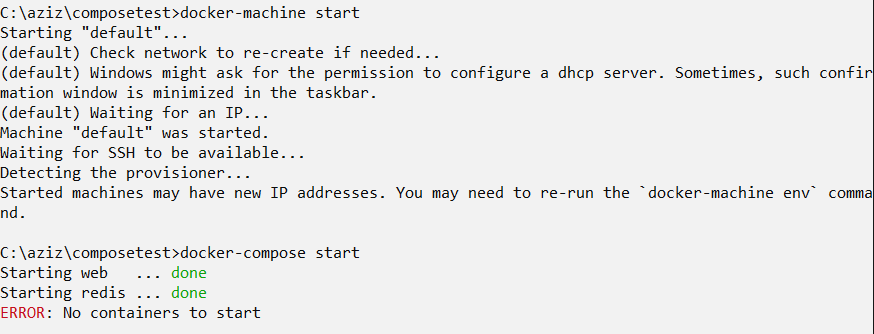 C:\aziz\composetest>docker-machine start
Starting "default"...
(default) Check network to re-create if needed...
(default) Windows might ask for the permission to configure a dhcp server. Sometimes, such confir
mation window is minimized in the taskbar.
(default) Waiting for an IP...
Machine "default" was started.
Waiting for SSH to be available...
Detecting the provisioner...
Started machines may have new IP addresses. You may need to re-run the `docker-machine env` comma
nd.
C:\aziz\composetest>docker-compose start
Starting web   ... done
Starting redis ... done
ERROR: No containers to start